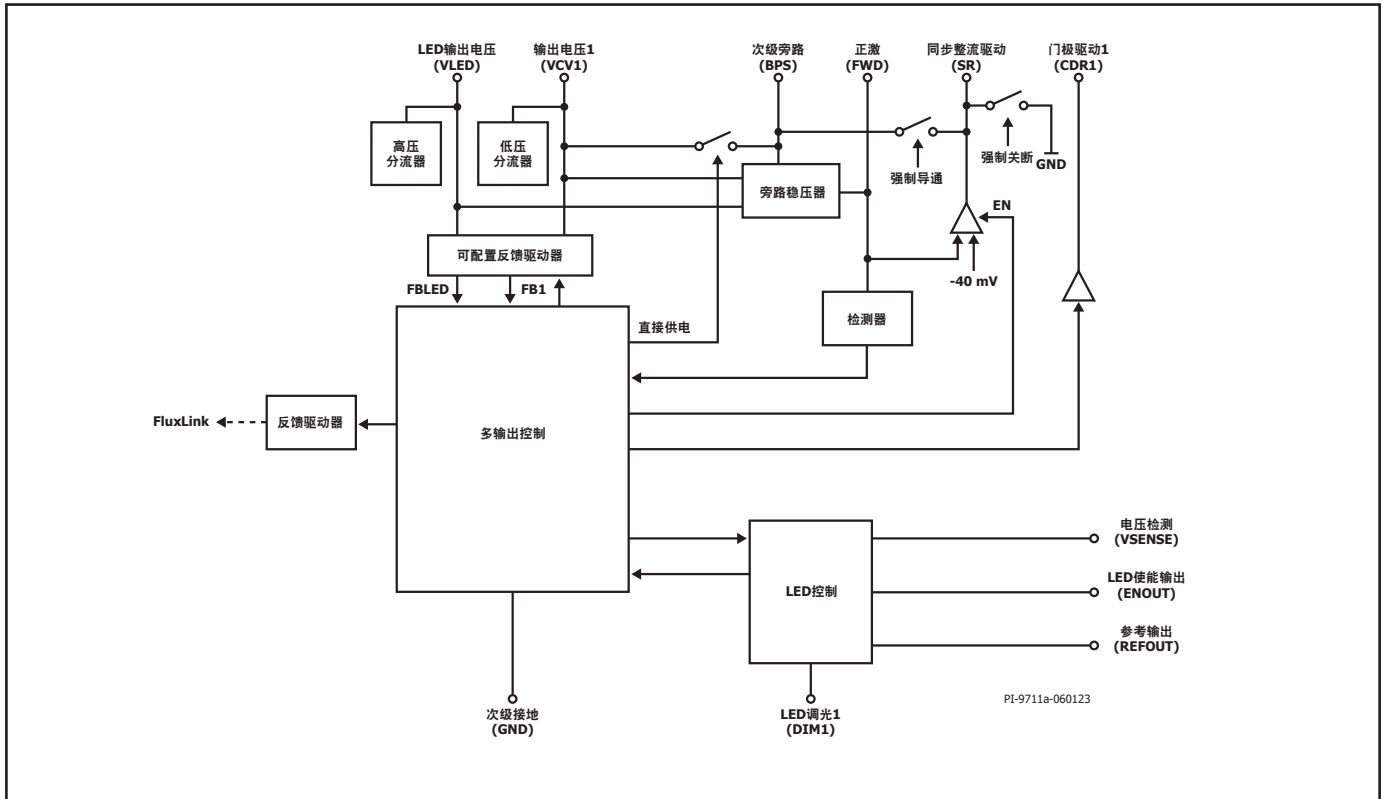 LED输出电压
(VLED)
输出电压1
(VCV1)
次级旁路
(BPS)
正激
(FWD)
同步整流驱动
(SR)
门极驱动1
(CDR1)
高压
分流器
低压
分流器
强制导通
强制关断
GND
旁路稳压器
EN
可配置反馈驱动器
-40 mV
FBLED
FB1
检测器
直接供电
FluxLink
反馈驱动器
多输出控制
电压检测
(VSENSE)
LED控制
LED使能输出
(ENOUT)
参考输出
(REFOUT)
次级接地
(GND)
LED调光1
(DIM1)
PI-9711a-060123